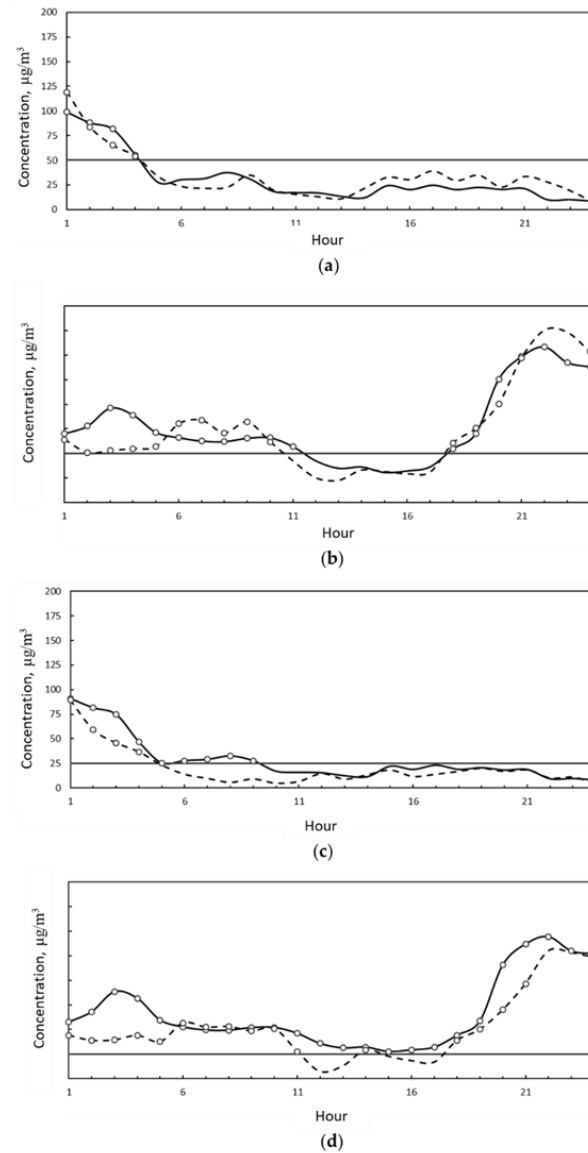 Concentration, µg/m³
200
175
150
125
100
75
50
25
0
1 6 11 16 21
Hour
(a)
Concentration, µg/m³
1 6 11 16 21
Hour
(b)
Concentration, µg/m³
200
175
150
125
100
75
50
25
0
1 6 11 16 21
Hour
(c)
Concentration, µg/m³
1 6 11 16 21
Hour
(d)